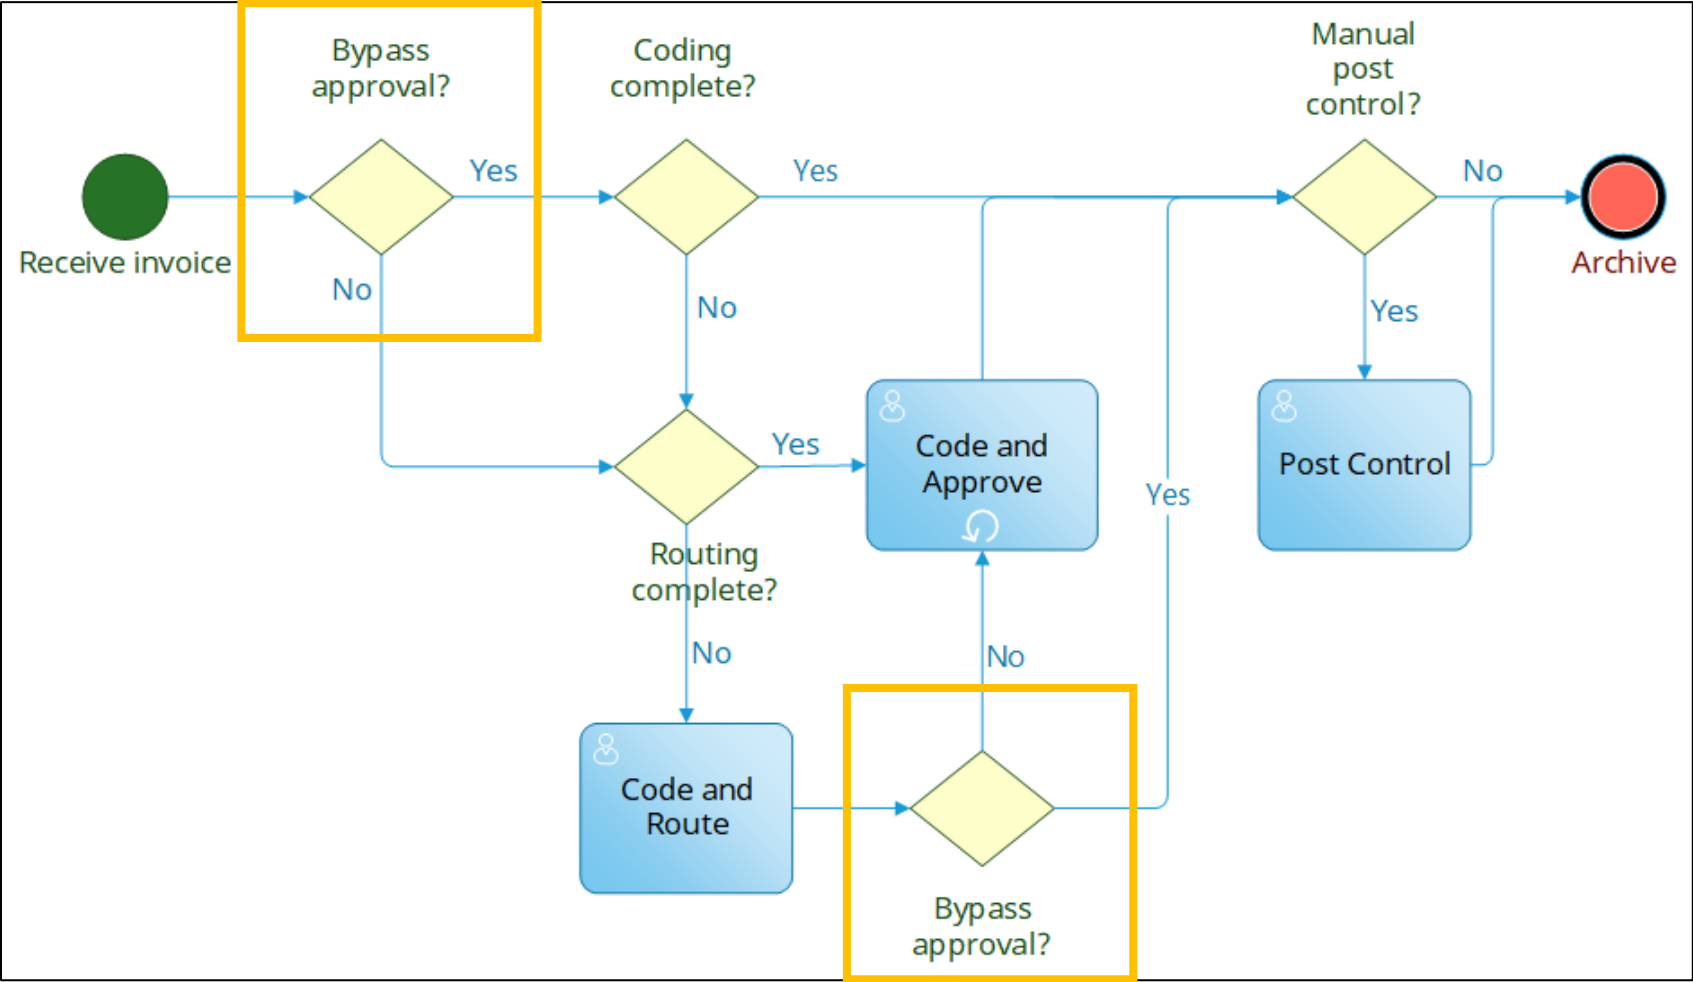 Bypass
approval?
Coding
complete?
Manual
post
control?
Yes
Yes
No
Receive invoice
Archive
No
No
Yes
Yes
Code and
Approve
Post Control
Yes
Routing
complete?
No
No
Code and
Route
Bypass
approval?